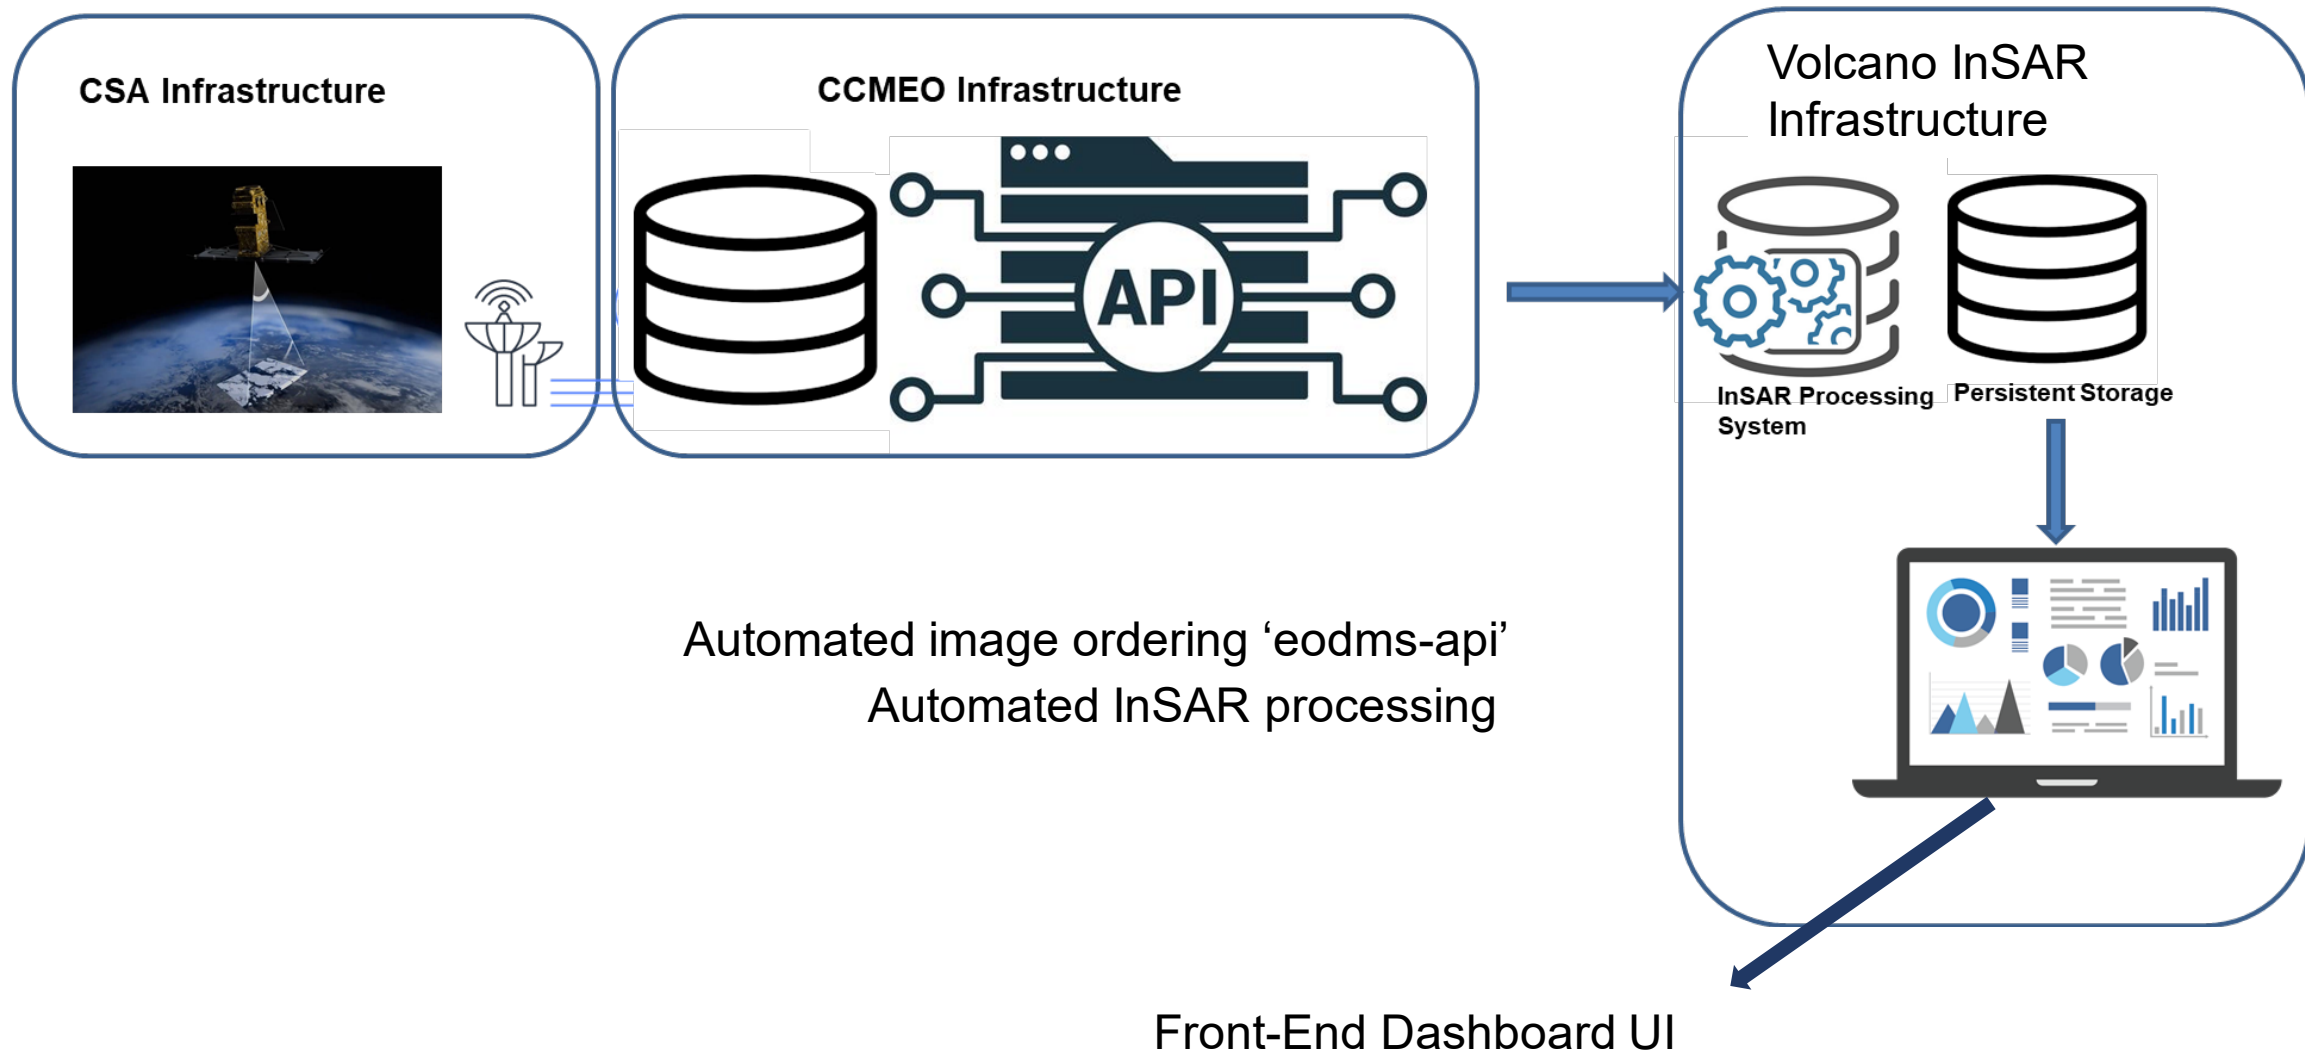 CSA Infrastructure
CCMEO Infrastructure
Volcano InSAR
Infrastructure
API
InSAR Processing
System
Persistent Storage
Automated image ordering ‘eodms-api’
Automated InSAR processing
Front-End Dashboard UI